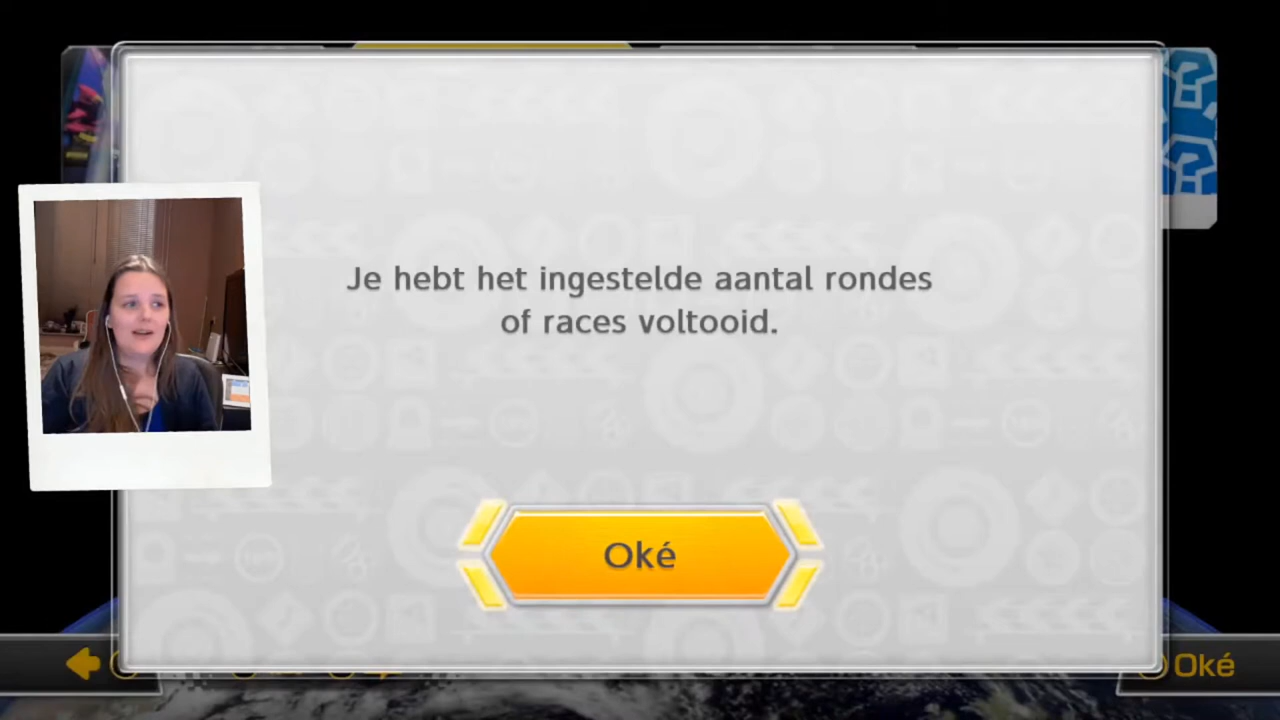 Je hebt het ingestelde aantal rondes
of races voltooid.
Oké
Oké